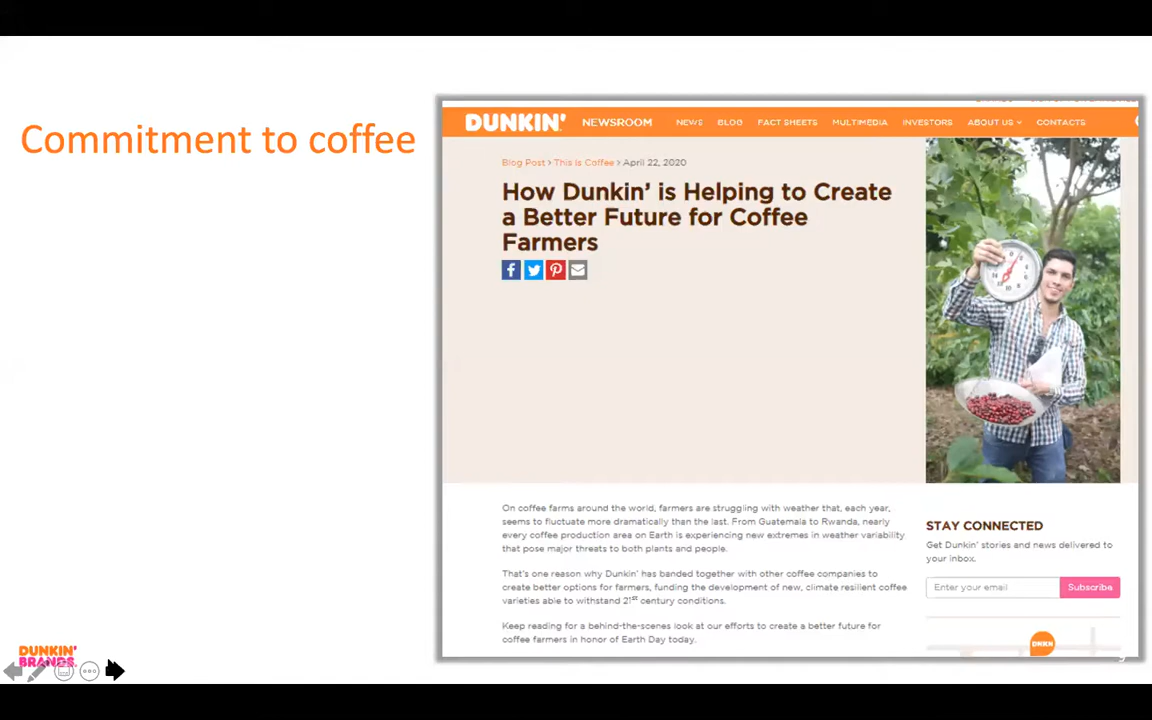 Commitment to coffee
DUNKIN' NEWSROOM NEWS BLOG FACT SHEETS MULTIMEDIA INVESTORS ABOUT US CONTACTS
Blog Post > This Is Coffee > April 22, 2020
How Dunkin' is Helping to Create
a Better Future for Coffee
Farmers
On coffee farms around the world, farmers are struggling with weather that, each year,
seems to fluctuate more dramatically than the last. From Guatemala to Rwanda, nearly
every coffee production area on Earth is experiencing new extremes in weather variability
that pose major threats to both plants and people.
That's one reason why Dunkin' has banded together with other coffee companies to
create better options for farmers, funding the development of new, climate resilient coffee
varieties able to withstand 21st century conditions.
Keep reading for a behind-the-scenes look at our efforts to create a better future for
coffee farmers in honor of Earth Day today.
STAY CONNECTED
Get Dunkin' stories and news delivered to
your inbox.
Enter your email Subscribe
DNKN
DUNKIN'
BRANDS
9